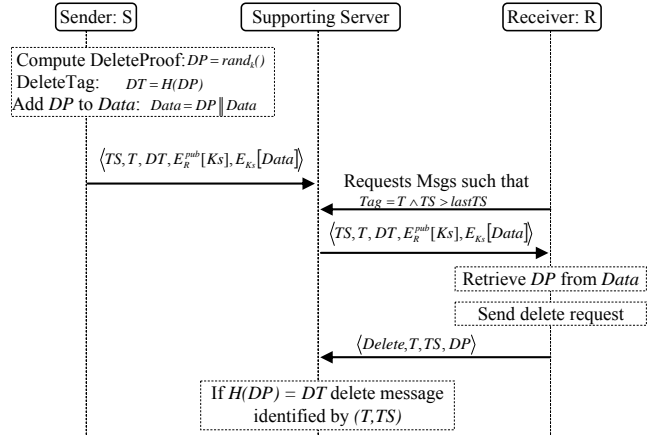 Sender: S
Supporting Server
Receiver: R
Compute DeleteProof: DP = rand_k()
DeleteTag: DT = H(DP)
Add DP to Data: Data = DP ‖ Data
⟨TS, T, DT, E_R^pub[Ks], E_Ks[Data]⟩
Requests Msgs such that
Tag = T ∧ TS > lastTS
⟨TS, T, DT, E_R^pub[Ks], E_Ks[Data]⟩
Retrieve DP from Data
Send delete request
⟨Delete, T, TS, DP⟩
If H(DP) = DT delete message
identified by (T,TS)